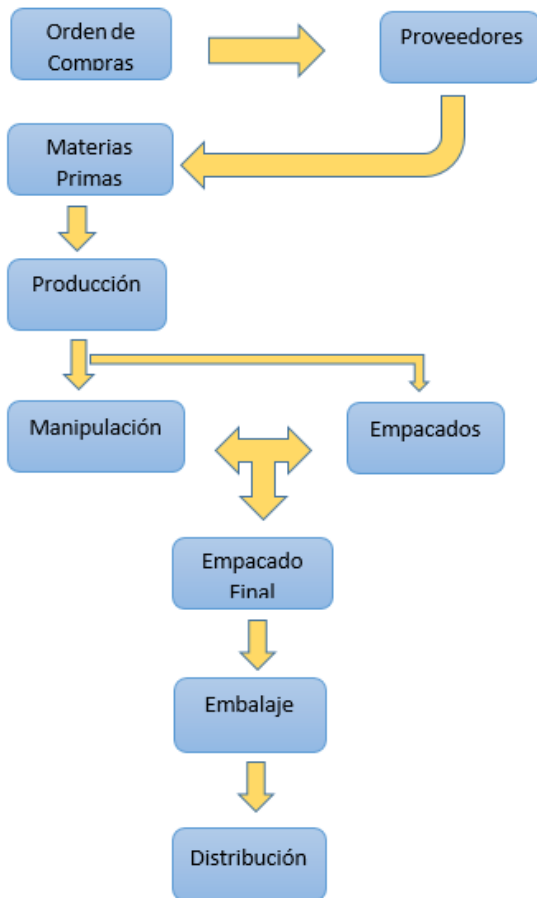 Orden de
Compras
Proveedores
Materias
Primas
Producción
Manipulación
Empacados
Empacado
Final
Embalaje
Distribución